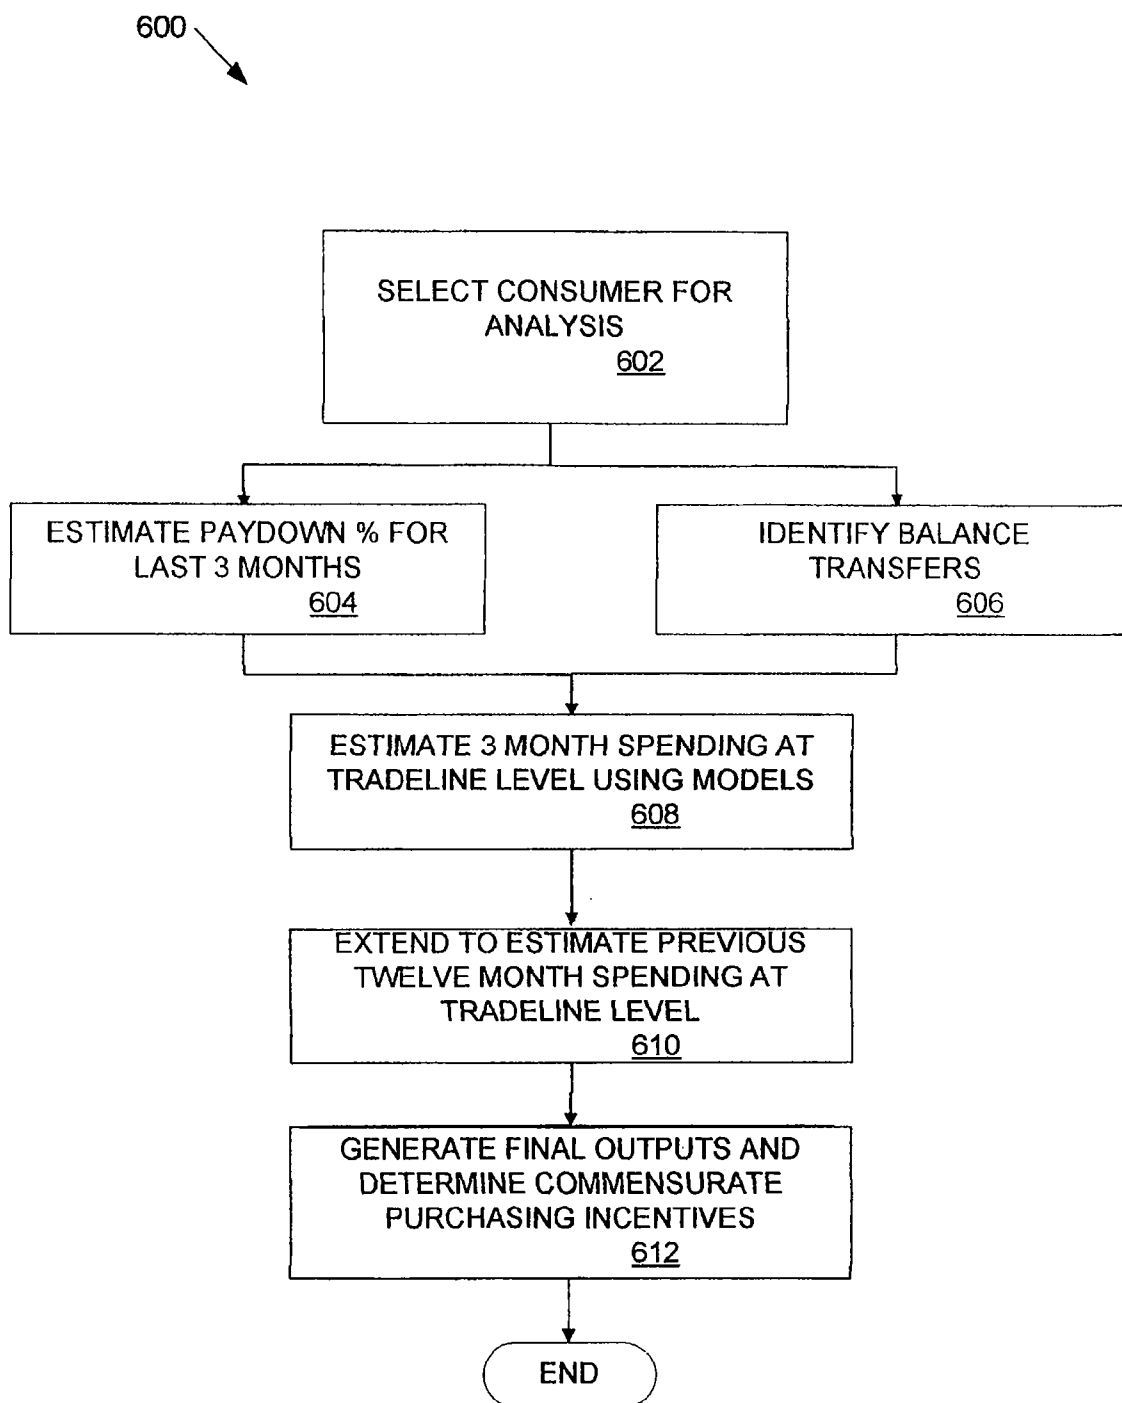 600
SELECT CONSUMER FOR
ANALYSIS
602
ESTIMATE PAYDOWN % FOR
LAST 3 MONTHS
604
IDENTIFY BALANCE
TRANSFERS
606
ESTIMATE 3 MONTH SPENDING AT
TRADELINE LEVEL USING MODELS
608
EXTEND TO ESTIMATE PREVIOUS
TWELVE MONTH SPENDING AT
TRADELINE LEVEL
610
GENERATE FINAL OUTPUTS AND
DETERMINE COMMENSURATE
PURCHASING INCENTIVES
612
END